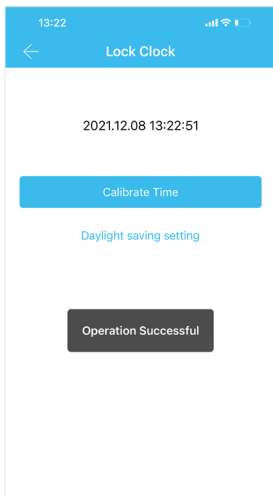 13:22
Lock Clock
2021.12.08 13:22:51
Calibrate Time
Daylight saving setting
Operation Successful